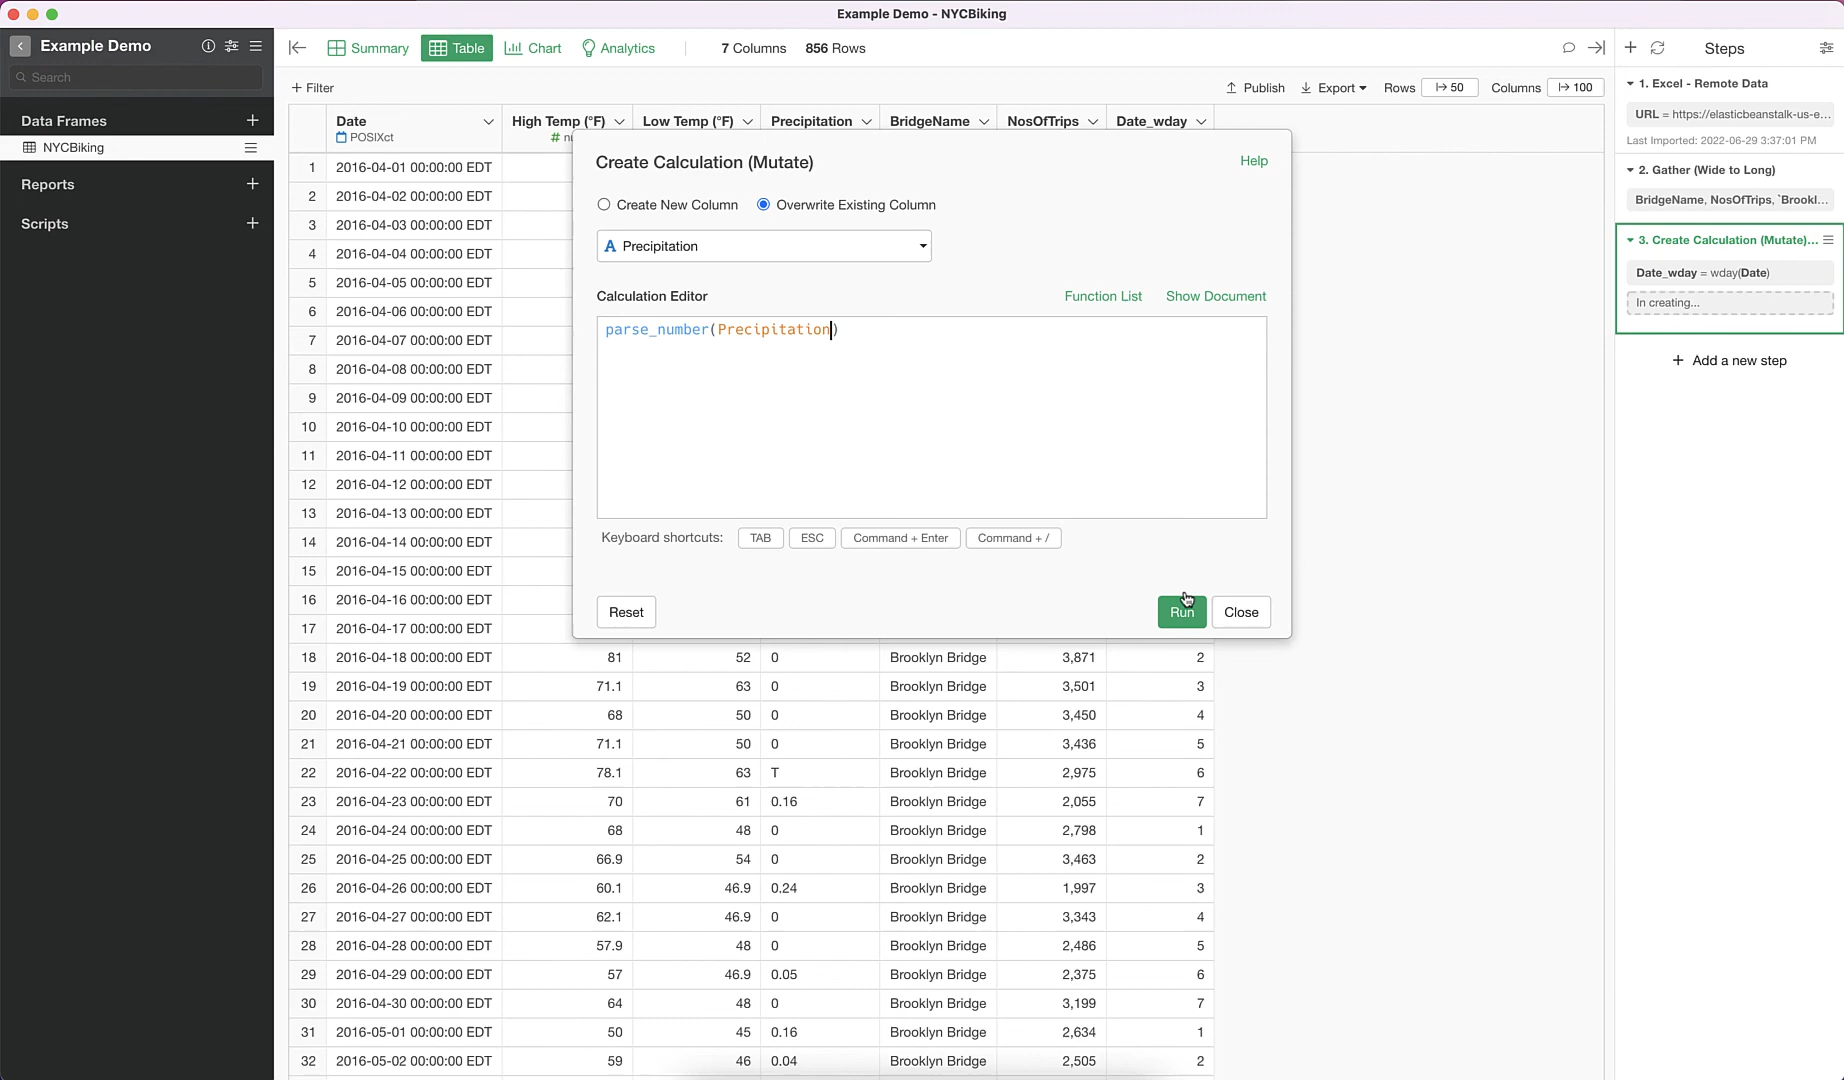 Example Demo - NYCBiking
Example Demo
Search
Data Frames
NYCBiking
Reports
Scripts
Summary Table Chart Analytics 7 Columns 856 Rows
+ Filter Publish Export Rows 50 Columns 100
Date High Temp (°F) Low Temp (°F) Precipitation BridgeName NosOfTrips Date_wday
POSIXct # nu
1 2016-04-01 00:00:00 EDT
2 2016-04-02 00:00:00 EDT
3 2016-04-03 00:00:00 EDT
4 2016-04-04 00:00:00 EDT
5 2016-04-05 00:00:00 EDT
6 2016-04-06 00:00:00 EDT
7 2016-04-07 00:00:00 EDT
8 2016-04-08 00:00:00 EDT
9 2016-04-09 00:00:00 EDT
10 2016-04-10 00:00:00 EDT
11 2016-04-11 00:00:00 EDT
12 2016-04-12 00:00:00 EDT
13 2016-04-13 00:00:00 EDT
14 2016-04-14 00:00:00 EDT
15 2016-04-15 00:00:00 EDT
16 2016-04-16 00:00:00 EDT
17 2016-04-17 00:00:00 EDT
18 2016-04-18 00:00:00 EDT 81 52 0 Brooklyn Bridge 3,871 2
19 2016-04-19 00:00:00 EDT 71.1 63 0 Brooklyn Bridge 3,501 3
20 2016-04-20 00:00:00 EDT 68 50 0 Brooklyn Bridge 3,450 4
21 2016-04-21 00:00:00 EDT 71.1 50 0 Brooklyn Bridge 3,436 5
22 2016-04-22 00:00:00 EDT 78.1 63 T Brooklyn Bridge 2,975 6
23 2016-04-23 00:00:00 EDT 70 61 0.16 Brooklyn Bridge 2,055 7
24 2016-04-24 00:00:00 EDT 68 48 0 Brooklyn Bridge 2,798 1
25 2016-04-25 00:00:00 EDT 66.9 54 0 Brooklyn Bridge 3,463 2
26 2016-04-26 00:00:00 EDT 60.1 46.9 0.24 Brooklyn Bridge 1,997 3
27 2016-04-27 00:00:00 EDT 62.1 46.9 0 Brooklyn Bridge 3,343 4
28 2016-04-28 00:00:00 EDT 57.9 48 0 Brooklyn Bridge 2,486 5
29 2016-04-29 00:00:00 EDT 57 46.9 0.05 Brooklyn Bridge 2,375 6
30 2016-04-30 00:00:00 EDT 64 48 0 Brooklyn Bridge 3,199 7
31 2016-05-01 00:00:00 EDT 50 45 0.16 Brooklyn Bridge 2,634 1
32 2016-05-02 00:00:00 EDT 59 46 0.04 Brooklyn Bridge 2,505 2
Create Calculation (Mutate) Help
Create New Column Overwrite Existing Column
A Precipitation
Calculation Editor Function List Show Document
parse_number(Precipitation)
Keyboard shortcuts: TAB ESC Command + Enter Command + /
Reset Run Close
Steps
1. Excel - Remote Data
URL = https://elasticbeanstalk-us-e...
Last Imported: 2022-06-29 3:37:01 PM
2. Gather (Wide to Long)
BridgeName, NosOfTrips, `Brookl...
3. Create Calculation (Mutate)...
Date_wday = wday(Date)
In creating...
+ Add a new step